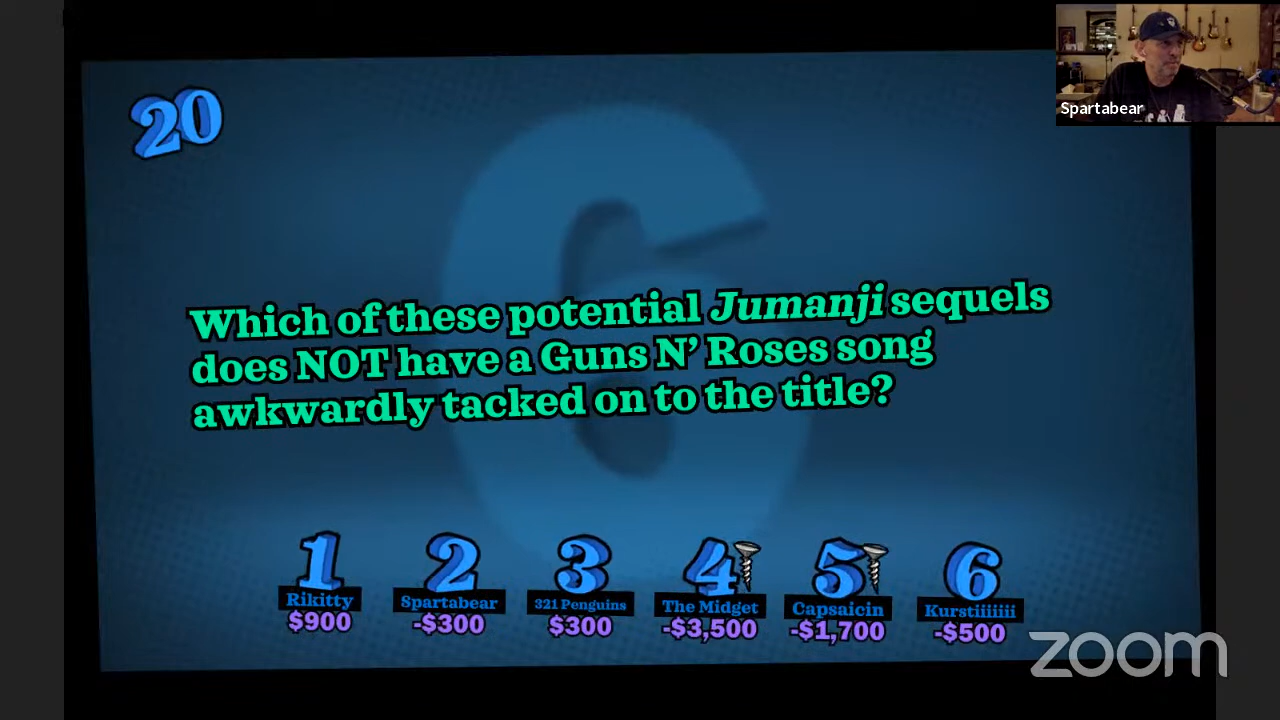 20
Spartabear
Which of these potential Jumanji sequels
does NOT have a Guns N’ Roses song
awkwardly tacked on to the title?
1 2 3 4 5 6
Rikitty Spartabear 321 Penguins The Midget Capsaicin Kurstiiiiiii
$900 -$300 $300 -$3,500 -$1,700 -$500
zoom